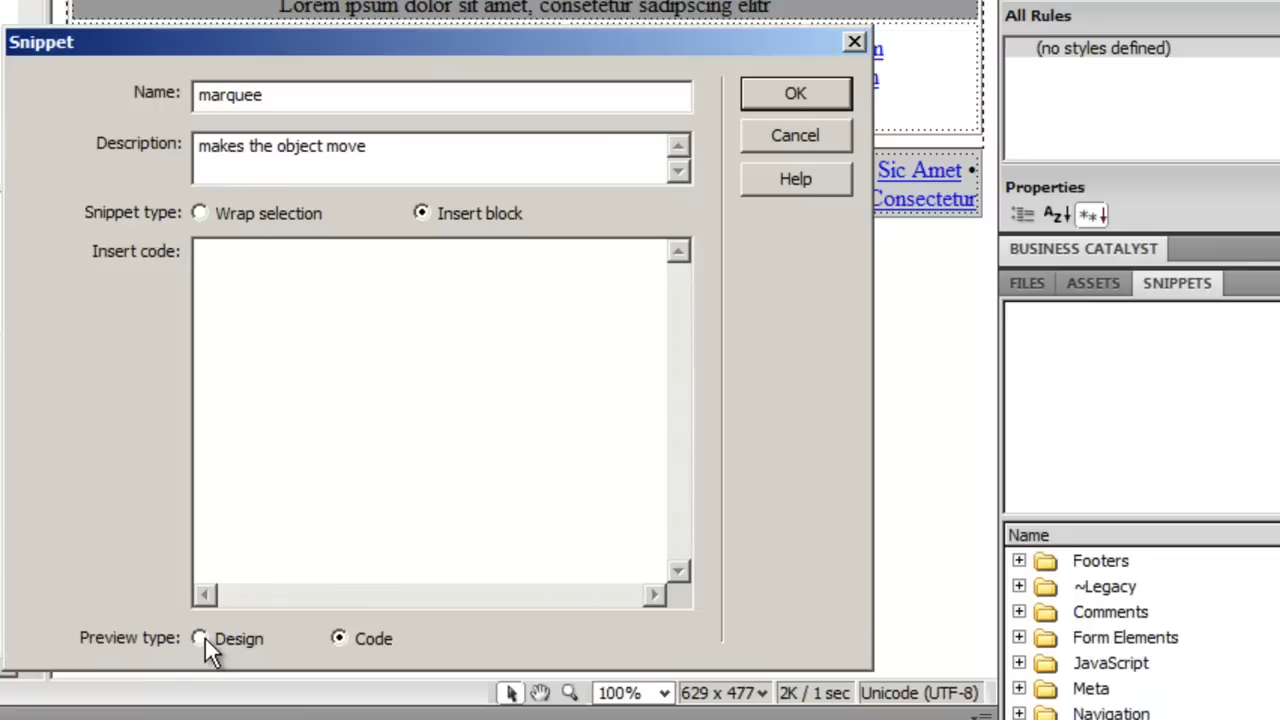 Lorem ipsum dolor sit amet, consetetur sadipscing elitr
All Rules
(no styles defined)
Snippet
Name: marquee
OK
Description: makes the object move
Cancel
Help
Sic Amet •
Consectetur
Properties
Snippet type: Wrap selection Insert block
Insert code:
BUSINESS CATALYST
FILES ASSETS SNIPPETS
Name
Footers
~Legacy
Comments
Form Elements
JavaScript
Meta
Navigation
Preview type: Design Code
100% 629 x 477 2K / 1 sec Unicode (UTF-8)